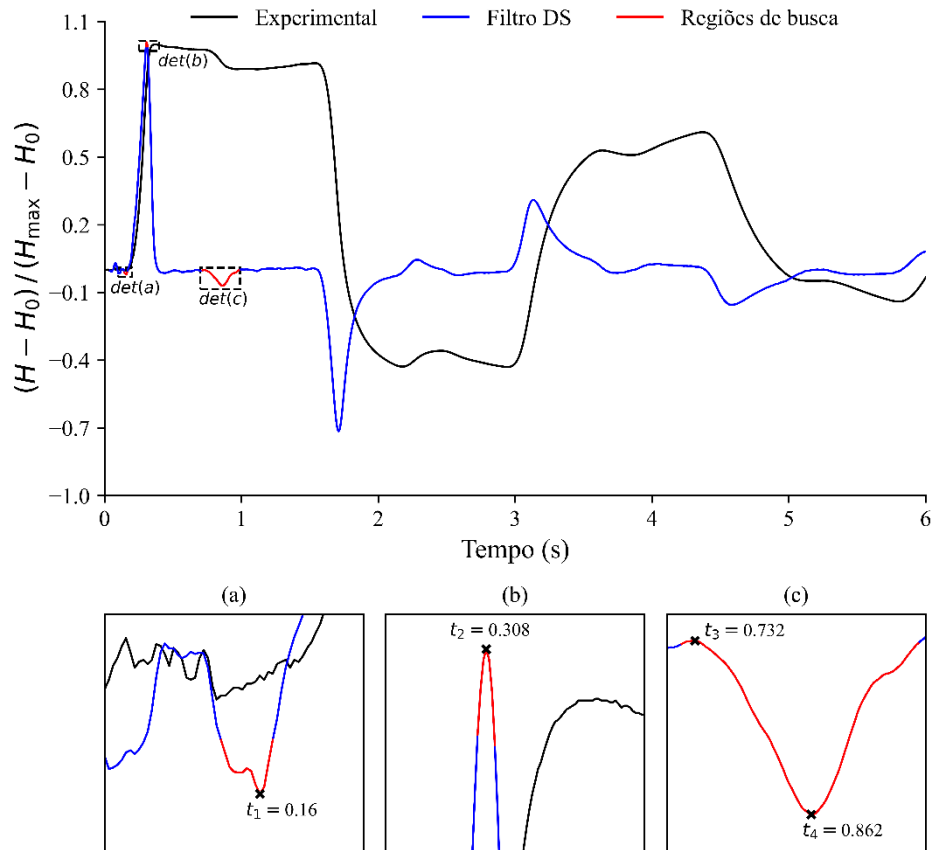 Experimental Filtro DS Regiões de busca
1.1
0.8
0.5
0.2
−0.1
−0.4
−0.7
−1.0
(H − H₀) / (Hmax − H₀)
det(b)
det(a)
det(c)
0 1 2 3 4 5 6
Tempo (s)
(a) (b) (c)
t₁ = 0.16
t₂ = 0.308
t₃ = 0.732
t₄ = 0.862